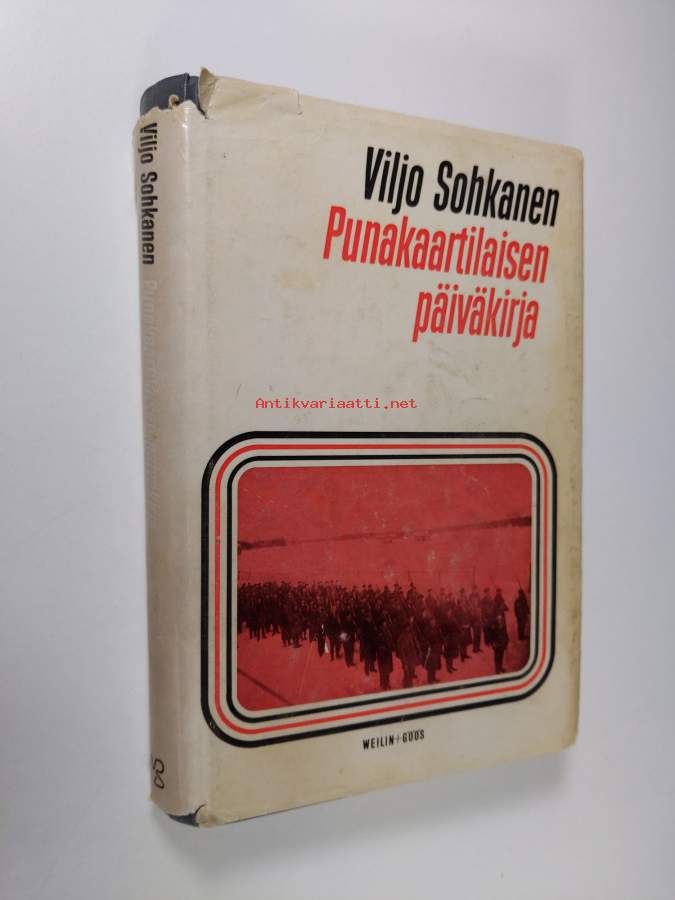 Viljo Sohkanen
Punakaartilaisen
päiväkirja
Antikvariaatti.net
WEILIN+GÖÖS
Viljo Sohkanen